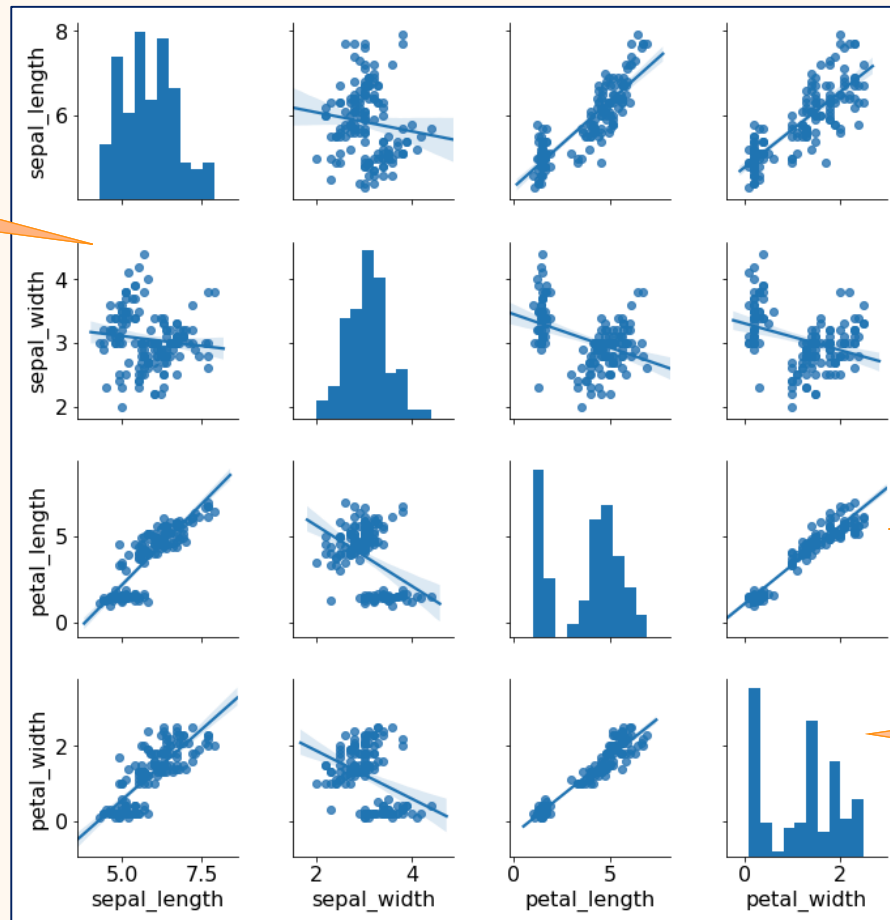 8
6
sepal_length
4
3
2
sepal_width
5
0
petal_length
2
0
petal_width
5.0 7.5
sepal_length
2 4
sepal_width
0 5
petal_length
0 2
petal_width